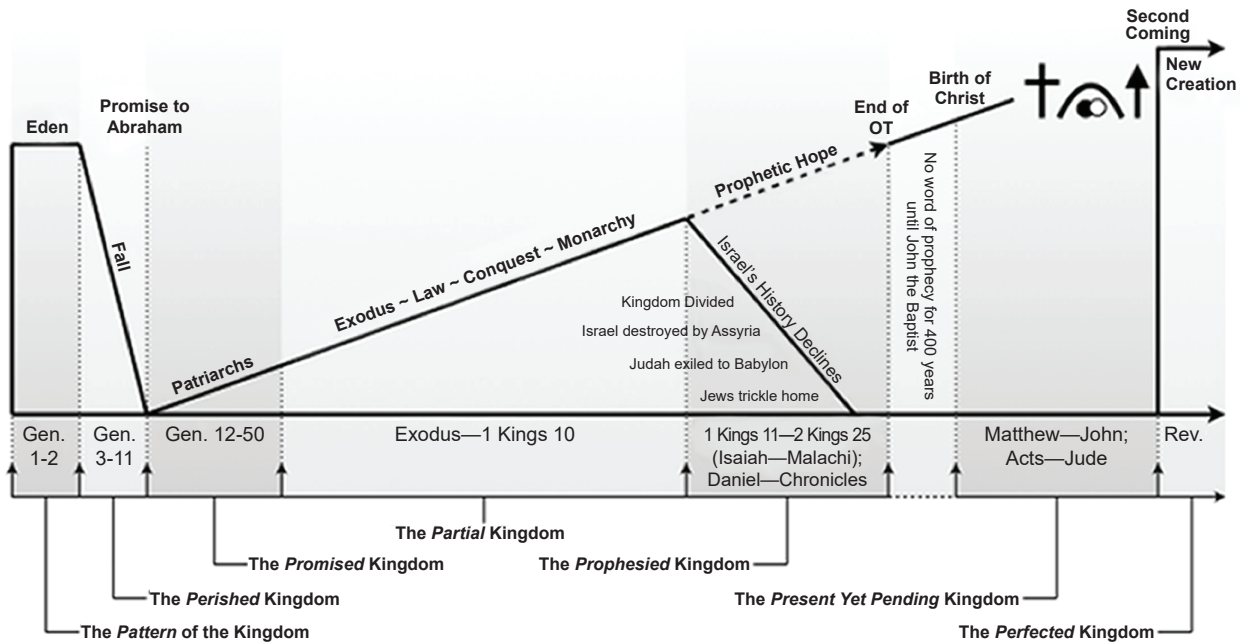 Second
Coming
New
Creation
Birth of
Christ
End of
OT
Promise to
Abraham
Eden
Fall
Prophetic Hope
No word of prophecy for 400 years
until John the Baptist
Exodus ~ Law ~ Conquest ~ Monarchy
Israel's History Declines
Kingdom Divided
Israel destroyed by Assyria
Judah exiled to Babylon
Jews trickle home
Patriarchs
Gen.
1-2
Gen.
3-11
Gen. 12-50
Exodus—1 Kings 10
1 Kings 11—2 Kings 25
(Isaiah—Malachi);
Daniel—Chronicles
Matthew—John;
Acts—Jude
Rev.
The Partial Kingdom
The Promised Kingdom
The Prophesied Kingdom
The Perished Kingdom
The Present Yet Pending Kingdom
The Pattern of the Kingdom
The Perfected Kingdom